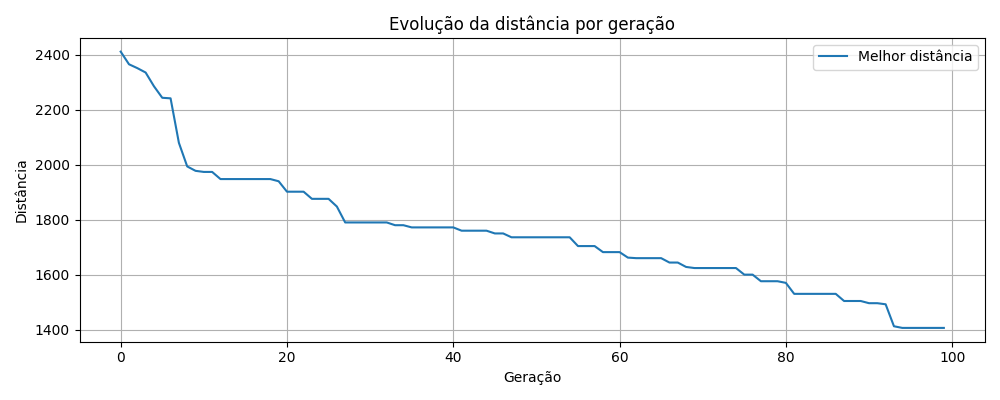 Evolução da distância por geração
Melhor distância
Distância
2400
2200
2000
1800
1600
1400
0 20 40 60 80 100
Geração